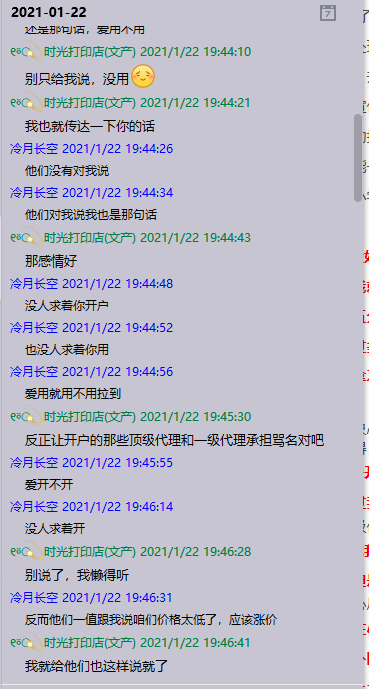 2021-01-22
还是那句话，爱用不用
时光打印店(文产) 2021/1/22 19:44:10
别只给我说，没用
时光打印店(文产) 2021/1/22 19:44:21
我也就传达一下你的话
冷月长空 2021/1/22 19:44:26
他们没有对我说
冷月长空 2021/1/22 19:44:34
他们对我说我也是那句话
时光打印店(文产) 2021/1/22 19:44:43
那感情好
冷月长空 2021/1/22 19:44:48
没人求着你开户
冷月长空 2021/1/22 19:44:52
也没人求着你用
冷月长空 2021/1/22 19:44:56
爱用就用不用拉到
时光打印店(文产) 2021/1/22 19:45:30
反正让开户的那些顶级代理和一级代理承担骂名对吧
冷月长空 2021/1/22 19:45:55
爱开不开
冷月长空 2021/1/22 19:46:14
没人求着开
时光打印店(文产) 2021/1/22 19:46:28
别说了，我懒得听
冷月长空 2021/1/22 19:46:31
反而他们一值跟我说咱们价格太低了，应该涨价
时光打印店(文产) 2021/1/22 19:46:41
我就给他们也这样说就了